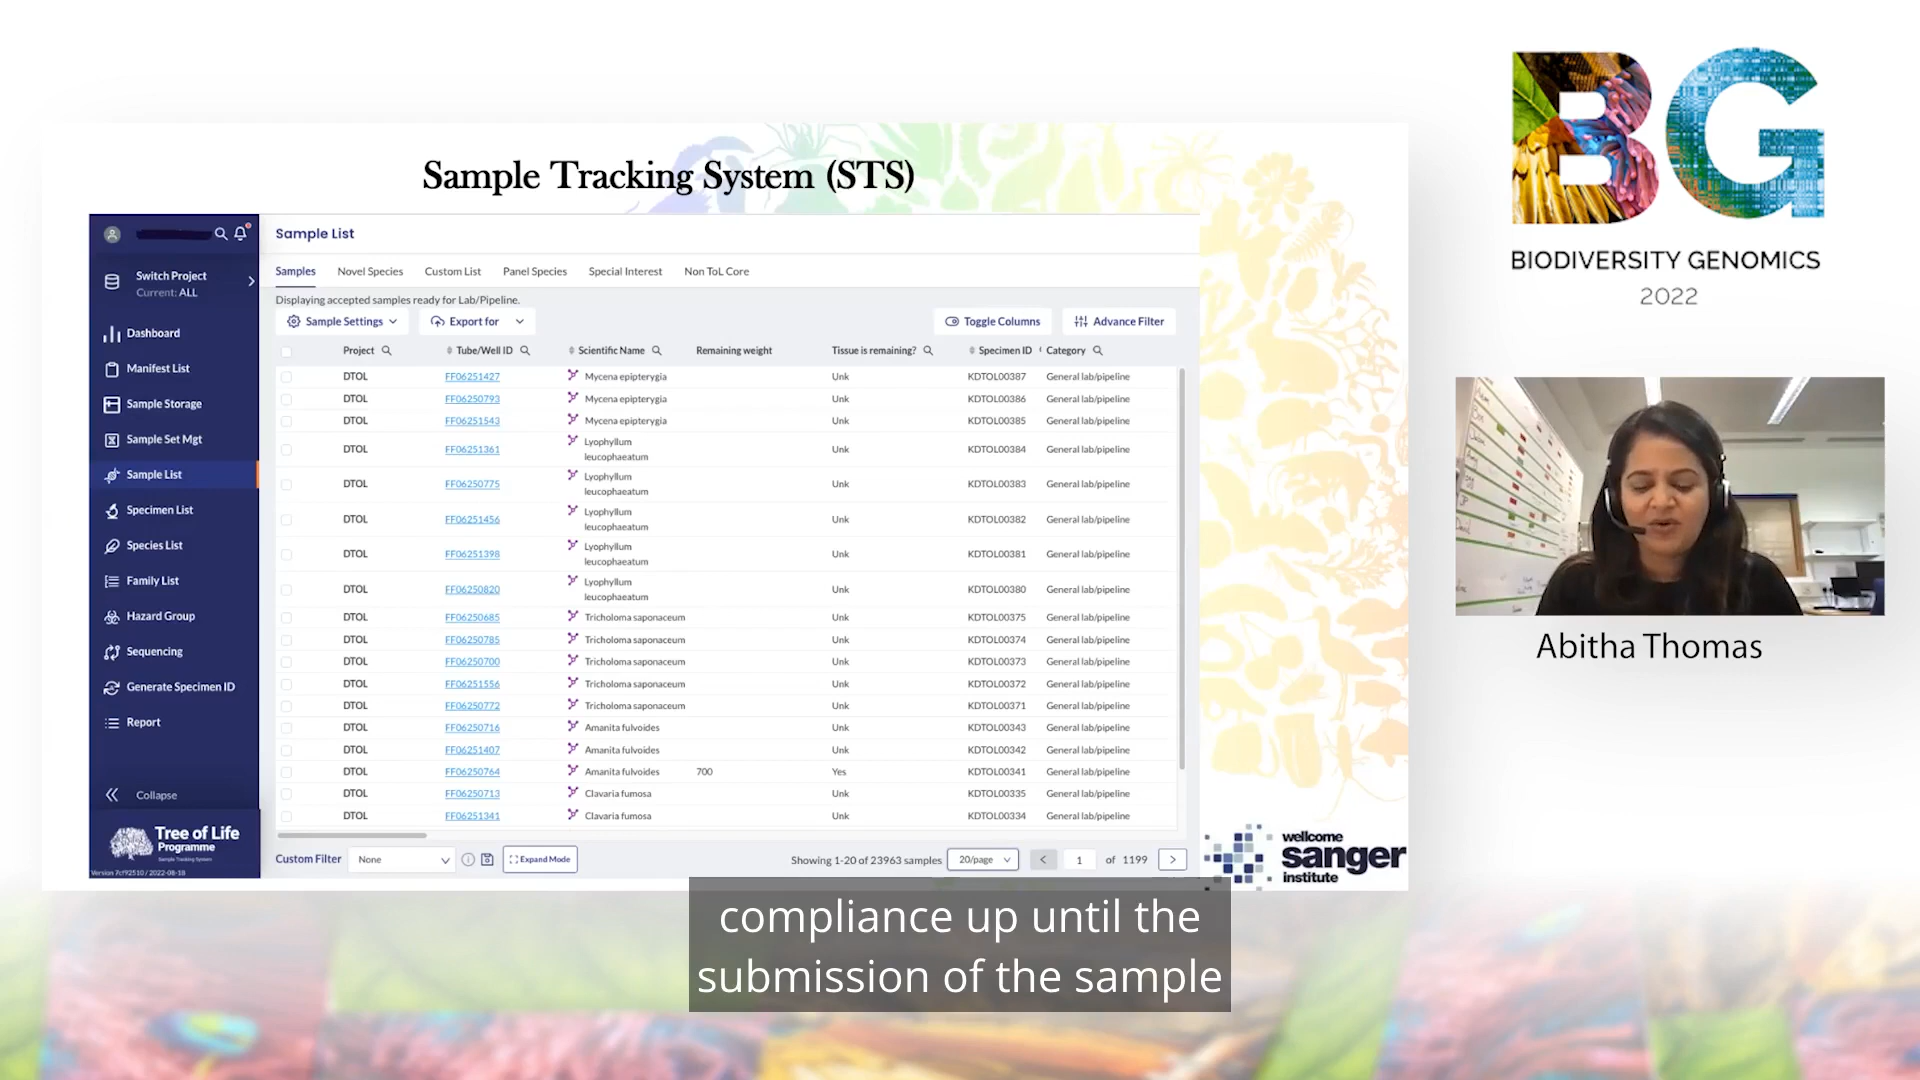 Sample Tracking System (STS)
Switch Project
Current: ALL
Dashboard
Manifest List
Sample Storage
Sample Set Mgt
Sample List
Specimen List
Species List
Family List
Hazard Group
Sequencing
Generate Specimen ID
Report
Collapse
Tree of Life
Programme
Sample Tracking System
Version 7cf92510 / 2022-08-18
Sample List
Samples Novel Species Custom List Panel Species Special Interest Non ToL Core
Displaying accepted samples ready for Lab/Pipeline.
Sample Settings Export for Toggle Columns Advance Filter
Project Tube/Well ID Scientific Name Remaining weight Tissue is remaining? Specimen ID Category
DTOL FF06251427 Mycena epipterygia Unk KDTOL00387 General lab/pipeline
DTOL FF06250793 Mycena epipterygia Unk KDTOL00386 General lab/pipeline
DTOL FF06251543 Mycena epipterygia Unk KDTOL00385 General lab/pipeline
DTOL FF06251361 Lyophyllum leucophaeatum Unk KDTOL00384 General lab/pipeline
DTOL FF06250775 Lyophyllum leucophaeatum Unk KDTOL00383 General lab/pipeline
DTOL FF06251456 Lyophyllum leucophaeatum Unk KDTOL00382 General lab/pipeline
DTOL FF06251398 Lyophyllum leucophaeatum Unk KDTOL00381 General lab/pipeline
DTOL FF06250820 Lyophyllum leucophaeatum Unk KDTOL00380 General lab/pipeline
DTOL FF06250685 Tricholoma saponaceum Unk KDTOL00375 General lab/pipeline
DTOL FF06250785 Tricholoma saponaceum Unk KDTOL00374 General lab/pipeline
DTOL FF06250700 Tricholoma saponaceum Unk KDTOL00373 General lab/pipeline
DTOL FF06251556 Tricholoma saponaceum Unk KDTOL00372 General lab/pipeline
DTOL FF06250772 Tricholoma saponaceum Unk KDTOL00371 General lab/pipeline
DTOL FF06250716 Amanita fulvoides Unk KDTOL00343 General lab/pipeline
DTOL FF06251407 Amanita fulvoides Unk KDTOL00342 General lab/pipeline
DTOL FF06250764 Amanita fulvoides 700 Yes KDTOL00341 General lab/pipeline
DTOL FF06250713 Clavaria fumosa Unk KDTOL00335 General lab/pipeline
DTOL FF06251341 Clavaria fumosa Unk KDTOL00334 General lab/pipeline
Custom Filter None Expand Mode Showing 1-20 of 23963 samples 20/page < 1 of 1199 >
wellcome
sanger
institute
BG
BIODIVERSITY GENOMICS
2022
Abitha Thomas
compliance up until the
submission of the sample